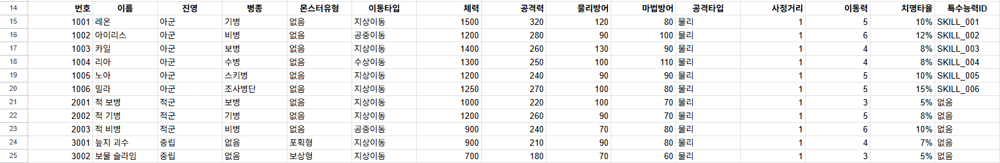 14 번호 이름 진영 병종 몬스터유형 이동타입 체력 공격력 물리방어 마법방어 공격타입 사정거리 이동력 치명타율 특수능력ID
15 1001 레온 아군 기병 없음 지상이동 1500 320 120 80 물리 1 5 10% SKILL_001
16 1002 아이리스 아군 비병 없음 공중이동 1200 280 90 100 물리 1 6 12% SKILL_002
17 1003 카일 아군 보병 없음 지상이동 1400 260 130 90 물리 1 4 8% SKILL_003
18 1004 리아 아군 수병 없음 수상이동 1300 250 100 110 물리 1 4 8% SKILL_004
19 1005 노아 아군 스키병 없음 지상이동 1200 240 90 90 물리 1 5 10% SKILL_005
20 1006 밀라 아군 조사병단 없음 지상이동 1250 270 100 80 물리 1 5 15% SKILL_006
21 2001 적 보병 적군 보병 없음 지상이동 1000 220 100 70 물리 1 3 5% 없음
22 2002 적 기병 적군 기병 없음 지상이동 1200 260 90 70 물리 1 5 8% 없음
23 2003 적 비병 적군 비병 없음 공중이동 900 240 70 80 물리 1 6 10% 없음
24 3001 늪지 괴수 중립 없음 포획형 지상이동 900 210 90 80 물리 1 4 7% 없음
25 3002 보물 슬라임 중립 없음 보상형 지상이동 700 180 70 60 물리 1 3 5% 없음